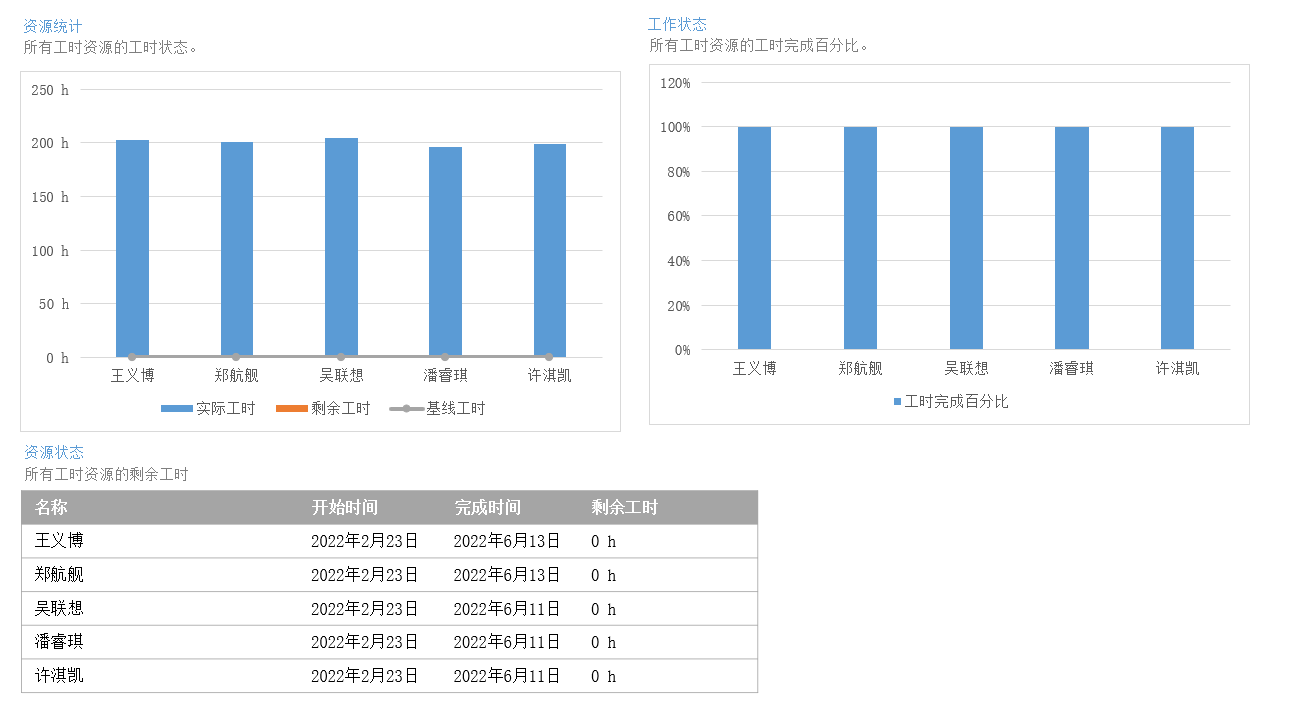 资源统计
所有工时资源的工时状态。
250 h
200 h
150 h
100 h
50 h
0 h
王义博 郑航舰 吴联想 潘睿琪 许淇凯
实际工时 剩余工时 基线工时
工作状态
所有工时资源的工时完成百分比。
120%
100%
80%
60%
40%
20%
0%
王义博 郑航舰 吴联想 潘睿琪 许淇凯
工时完成百分比
资源状态
所有工时资源的剩余工时
名称 开始时间 完成时间 剩余工时
王义博 2022年2月23日 2022年6月13日 0 h
郑航舰 2022年2月23日 2022年6月13日 0 h
吴联想 2022年2月23日 2022年6月11日 0 h
潘睿琪 2022年2月23日 2022年6月11日 0 h
许淇凯 2022年2月23日 2022年6月11日 0 h